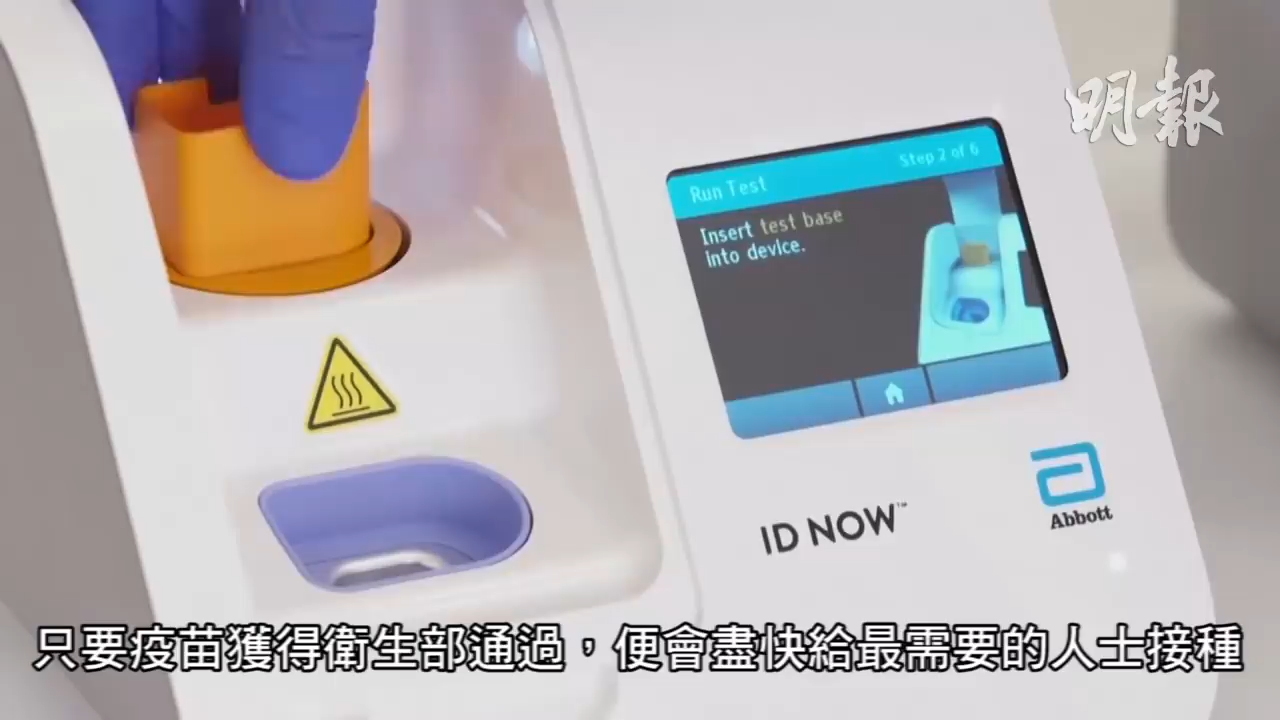 明報
Run Test
Step 2 of 6
Insert test base
into device.
ID NOW™
Abbott
只要疫苗獲得衛生部通過，便會盡快給最需要的人士接種